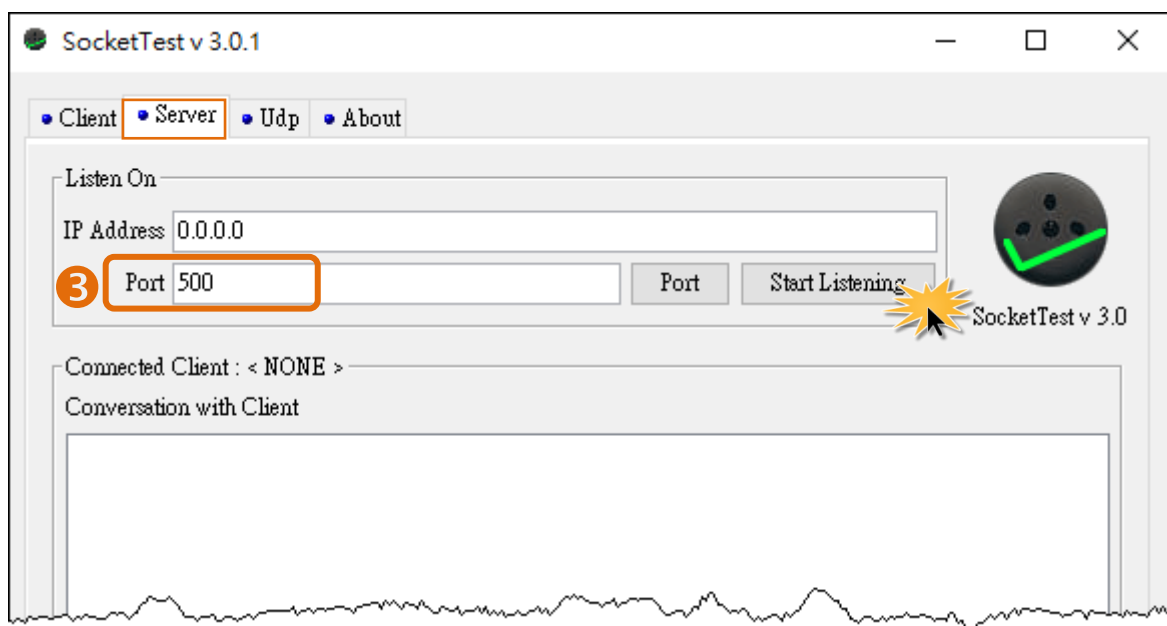 SocketTest v 3.0.1
Client Server Udp About
Listen On
IP Address 0.0.0.0
3 Port 500 Port Start Listening
SocketTest v 3.0
Connected Client : < NONE >
Conversation with Client